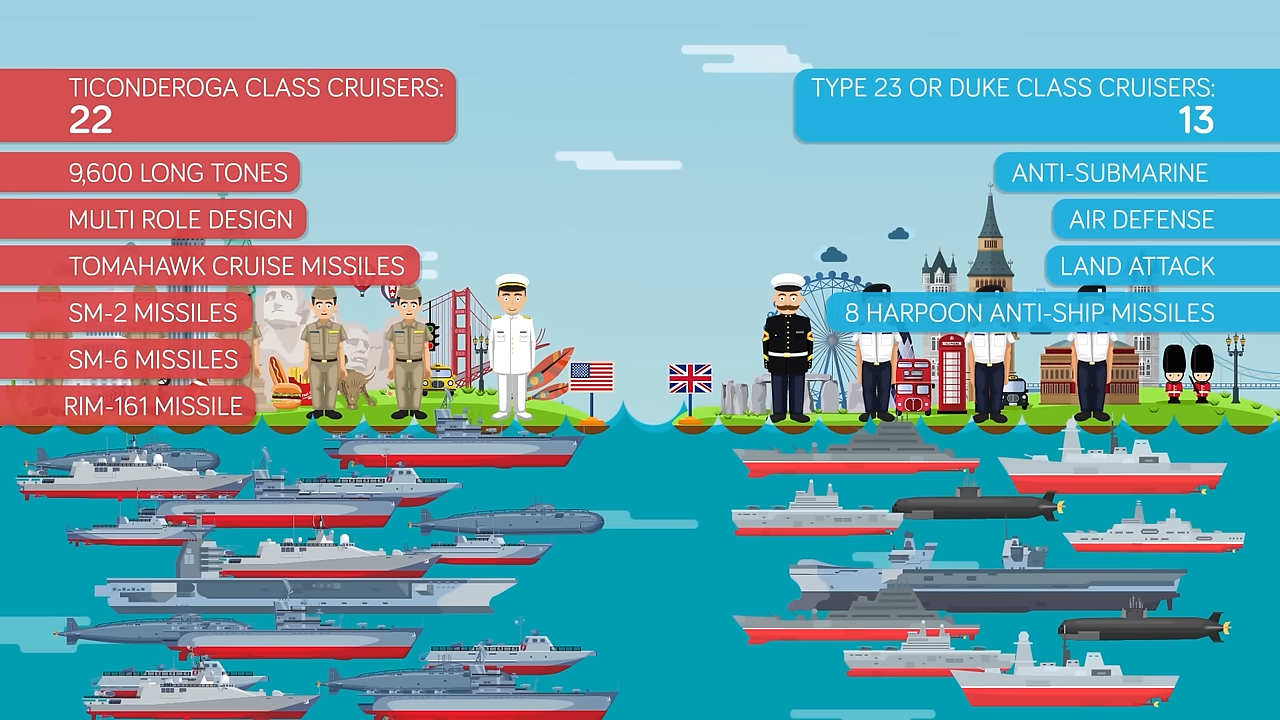 TICONDEROGA CLASS CRUISERS:
22
9,600 LONG TONES
MULTI ROLE DESIGN
TOMAHAWK CRUISE MISSILES
SM-2 MISSILES
SM-6 MISSILES
RIM-161 MISSILE
TYPE 23 OR DUKE CLASS CRUISERS:
13
ANTI-SUBMARINE
AIR DEFENSE
LAND ATTACK
8 HARPOON ANTI-SHIP MISSILES